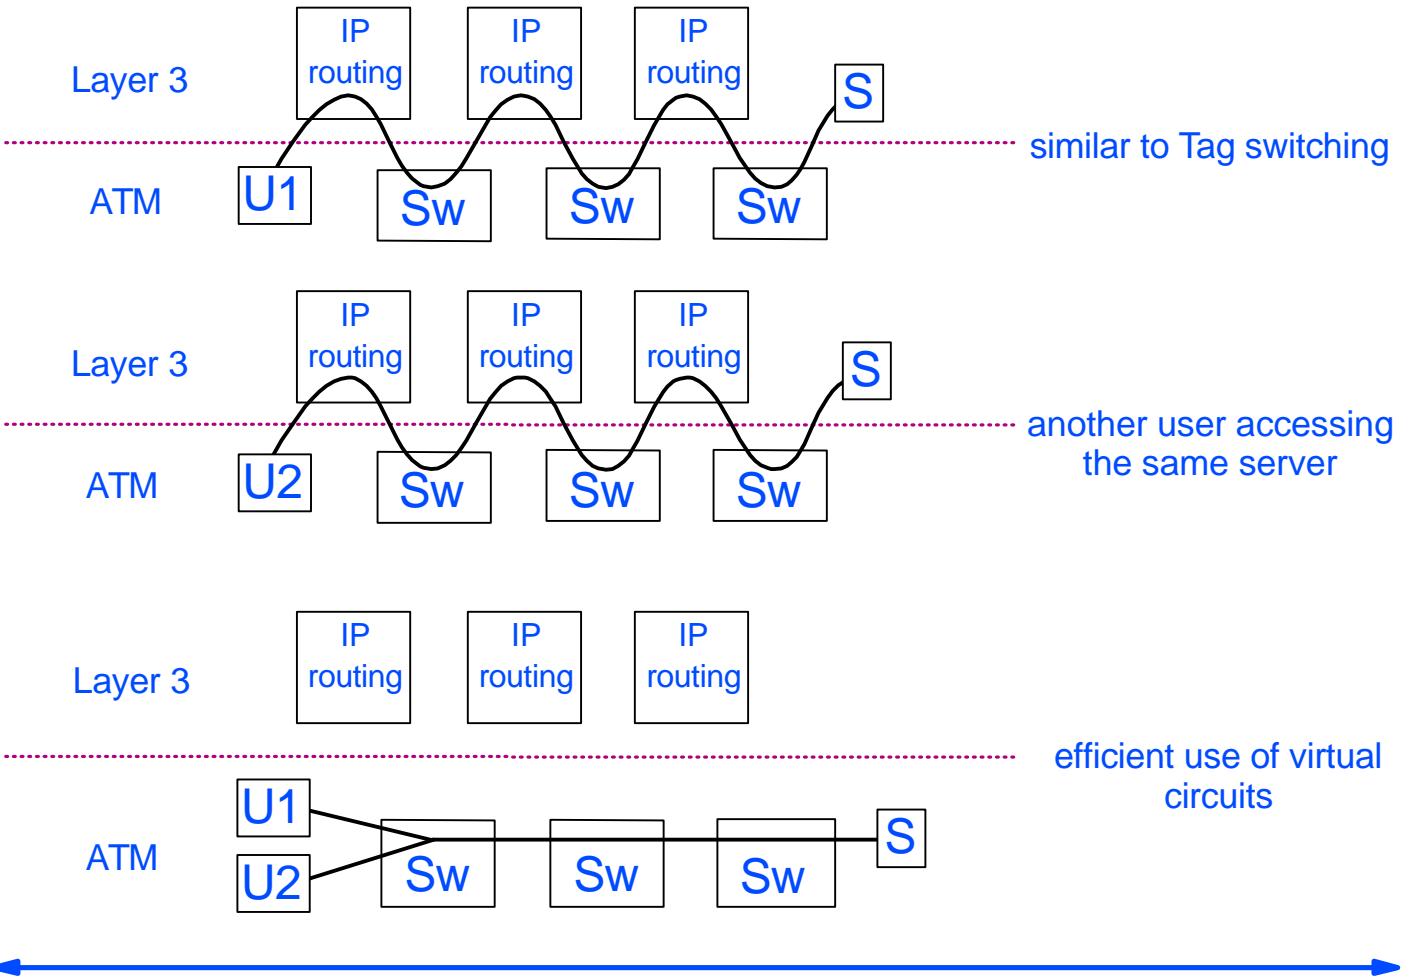 IP IP IP
routing routing routing
Layer 3
S
similar to Tag switching
ATM
U1
Sw Sw Sw
IP IP IP
routing routing routing
Layer 3
S
another user accessing
the same server
ATM
U2
Sw Sw Sw
IP IP IP
routing routing routing
Layer 3
efficient use of virtual
circuits
U1
ATM
U2
Sw Sw Sw
S